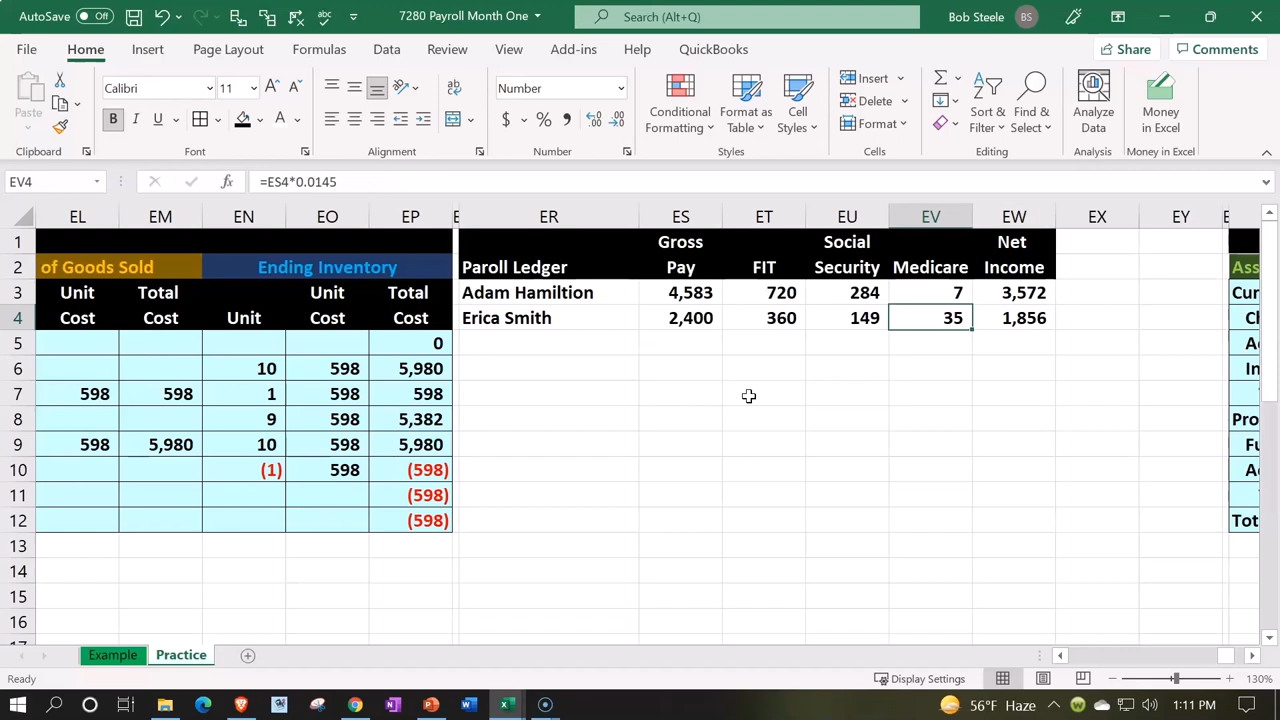 AutoSave Off 7280 Payroll Month One Search (Alt+Q) Bob Steele BS
File Home Insert Page Layout Formulas Data Review View Add-ins Help QuickBooks Share Comments
Paste Calibri 11 Number Conditional Formatting Format as Table Cell Styles Insert Delete Format Sort & Filter Find & Select Analyze Data Money in Excel
Clipboard Font Alignment Number Styles Cells Editing Analysis Money in Excel
EV4 fx =ES4*0.0145
EL EM EN EO EP E ER ES ET EU EV EW EX EY E
1 Gross Social Net
2 of Goods Sold Ending Inventory Paroll Ledger Pay FIT Security Medicare Income Ass
3 Unit Total Unit Total Adam Hamiltion 4,583 720 284 7 3,572 Cur
4 Cost Cost Unit Cost Cost Erica Smith 2,400 360 149 35 1,856 Cl
5 0 Ac
6 10 598 5,980 In
7 598 598 1 598 598
8 9 598 5,382 Pro
9 598 5,980 10 598 5,980 Fu
10 (1) 598 (598) Ac
11 (598)
12 (598) Tot
13
14
15
16
17
Example Practice
Ready Display Settings 130%
56°F Haze 1:11 PM